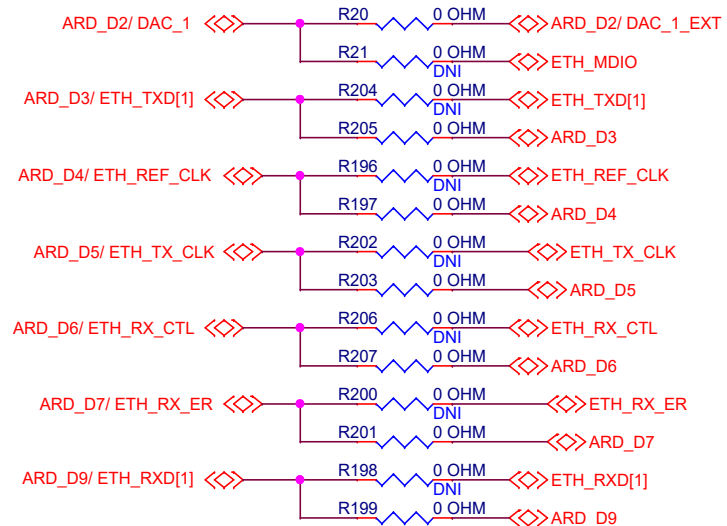 R20 0 OHM
ARD_D2/ DAC_1 ARD_D2/ DAC_1_EXT
R21 0 OHM
DNI ETH_MDIO
R204 0 OHM
ARD_D3/ ETH_TXD[1] DNI ETH_TXD[1]
R205 0 OHM
ARD_D3
R196 0 OHM
ARD_D4/ ETH_REF_CLK DNI ETH_REF_CLK
R197 0 OHM
ARD_D4
R202 0 OHM
ARD_D5/ ETH_TX_CLK DNI ETH_TX_CLK
R203 0 OHM
ARD_D5
R206 0 OHM
ARD_D6/ ETH_RX_CTL DNI ETH_RX_CTL
R207 0 OHM
ARD_D6
R200 0 OHM
ARD_D7/ ETH_RX_ER DNI ETH_RX_ER
R201 0 OHM
ARD_D7
R198 0 OHM
ARD_D9/ ETH_RXD[1] DNI ETH_RXD[1]
R199 0 OHM
ARD_D9